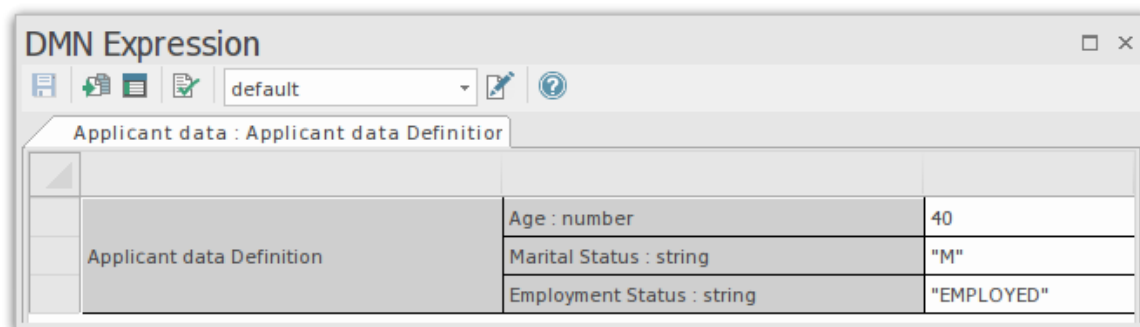 DMN Expression
default
Applicant data : Applicant data Definition
Age : number
40
Applicant data Definition
Marital Status : string
"M"
Employment Status : string
"EMPLOYED"